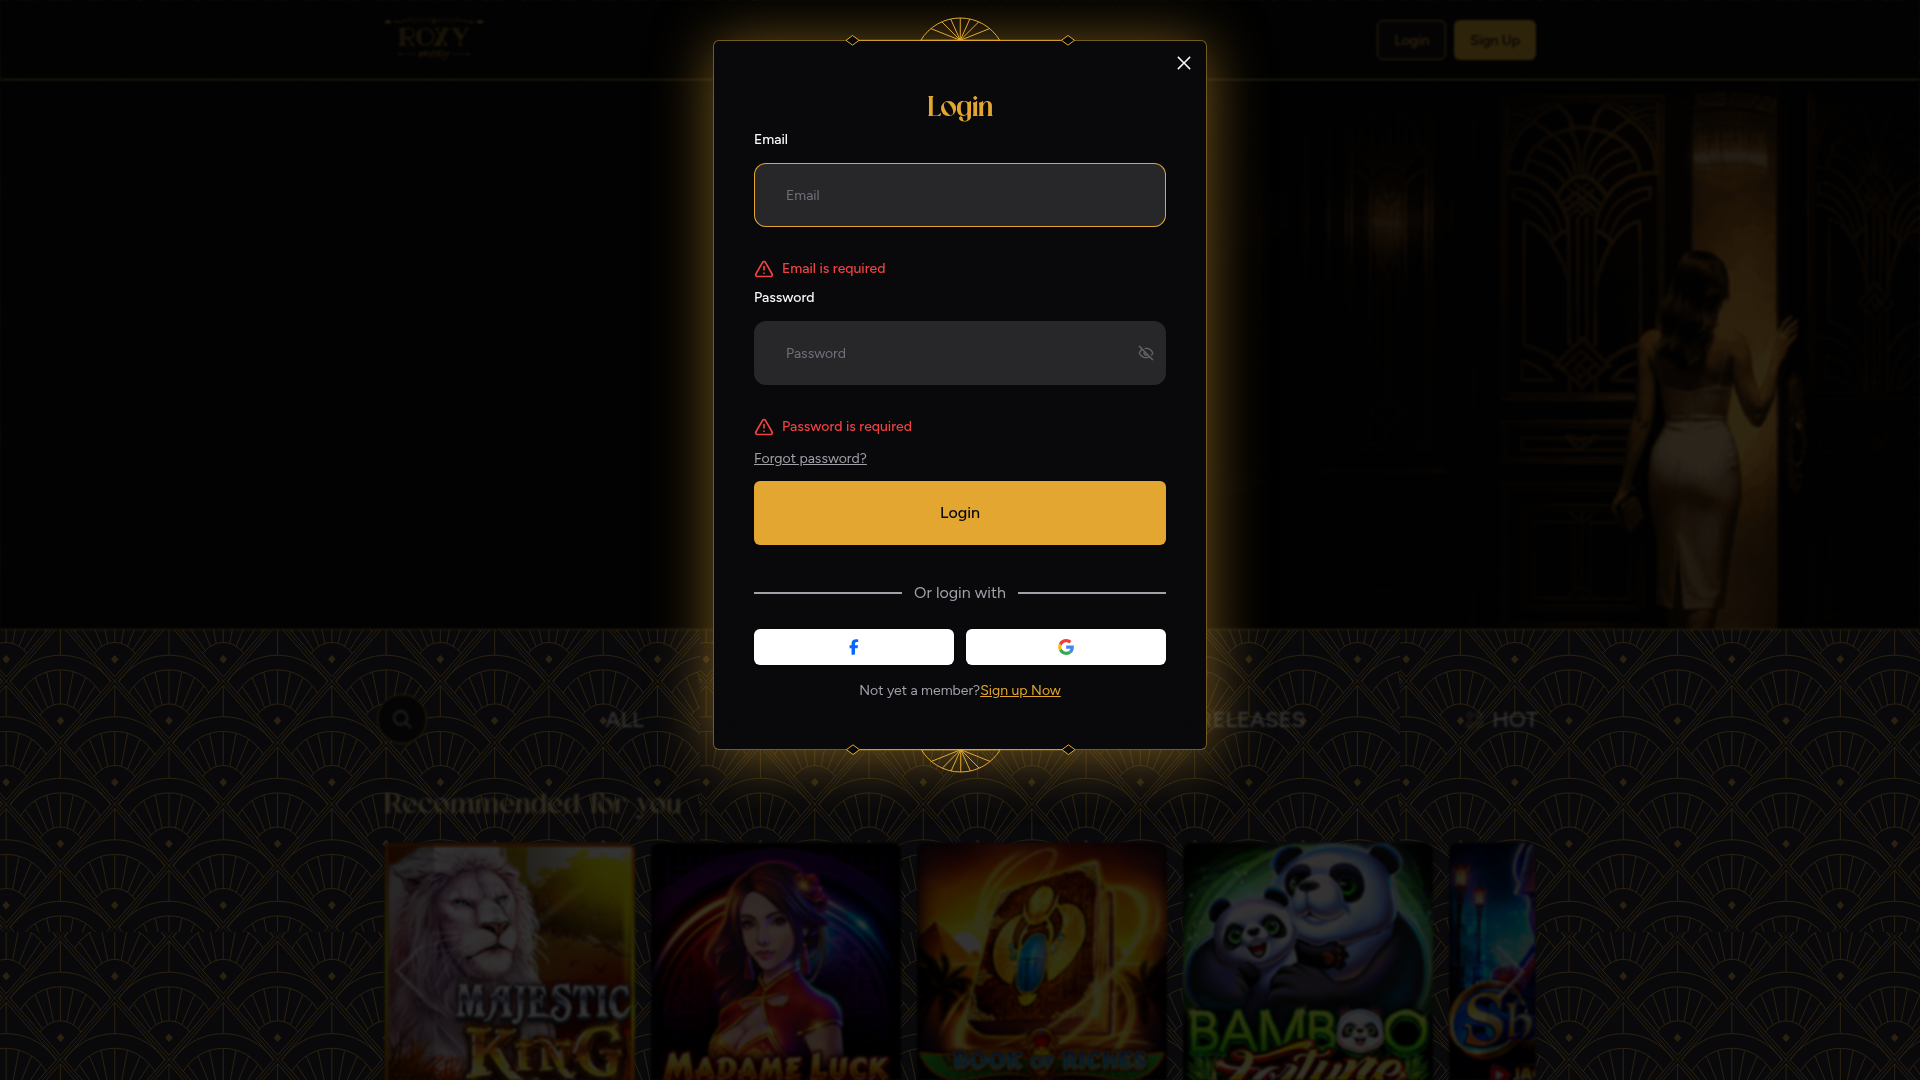 ROXY
Login
Sign Up
Login
Email
Email
Email is required
Password
Password
Password is required
Forgot password?
Login
Or login with
Not yet a member?Sign up Now
ALL
RELEASES
HOT
Recommended for you
MAJESTIC
KING
MADAME LUCK
BOOK OF RICHES
BAMBOO
Fortune